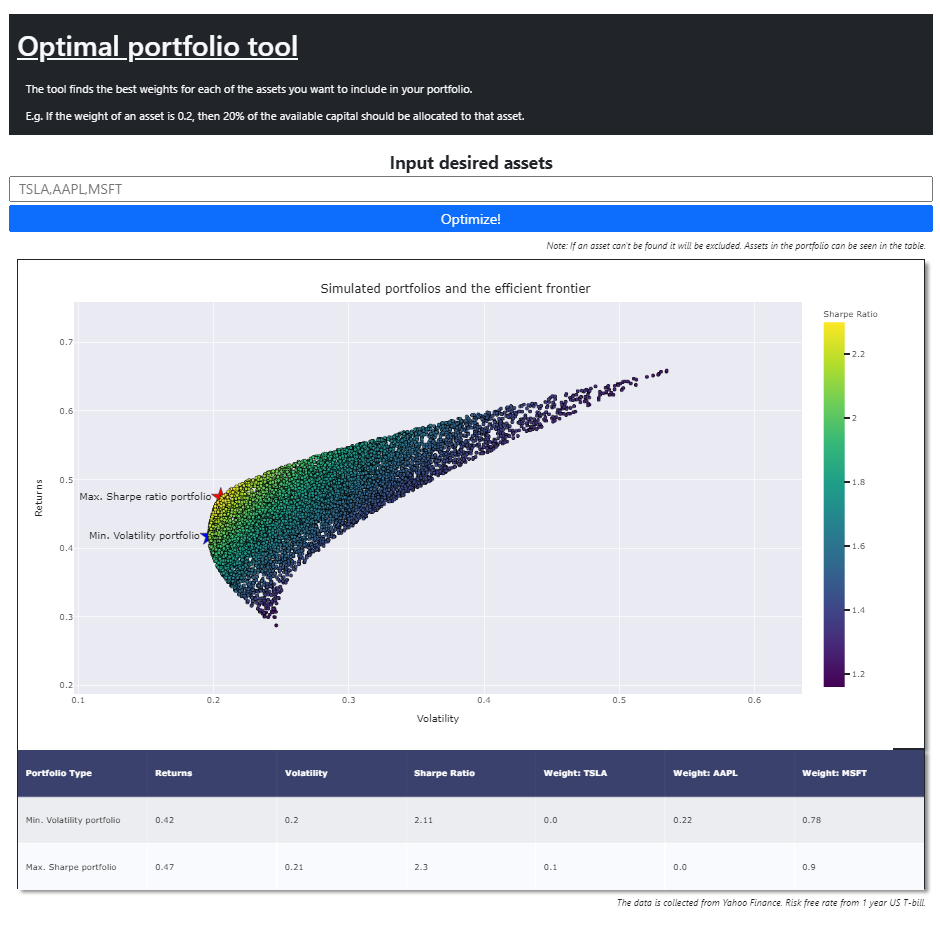 Optimal portfolio tool
The tool finds the best weights for each of the assets you want to include in your portfolio.
E.g. If the weight of an asset is 0.2, then 20% of the available capital should be allocated to that asset.
Input desired assets
TSLA,AAPL,MSFT
Optimize!
Note: If an asset can't be found it will be excluded. Assets in the portfolio can be seen in the table.
Simulated portfolios and the efficient frontier
Sharpe Ratio
0.7
0.6
0.5
0.4
0.3
0.2
Returns
Max. Sharpe ratio portfolio
Min. Volatility portfolio
2.2
2
1.8
1.6
1.4
1.2
0.1 0.2 0.3 0.4 0.5 0.6
Volatility
Portfolio Type Returns Volatility Sharpe Ratio Weight: TSLA Weight: AAPL Weight: MSFT
Min. Volatility portfolio 0.42 0.2 2.11 0.0 0.22 0.78
Max. Sharpe portfolio 0.47 0.21 2.3 0.1 0.0 0.9
The data is collected from Yahoo Finance. Risk free rate from 1 year US T-bill.